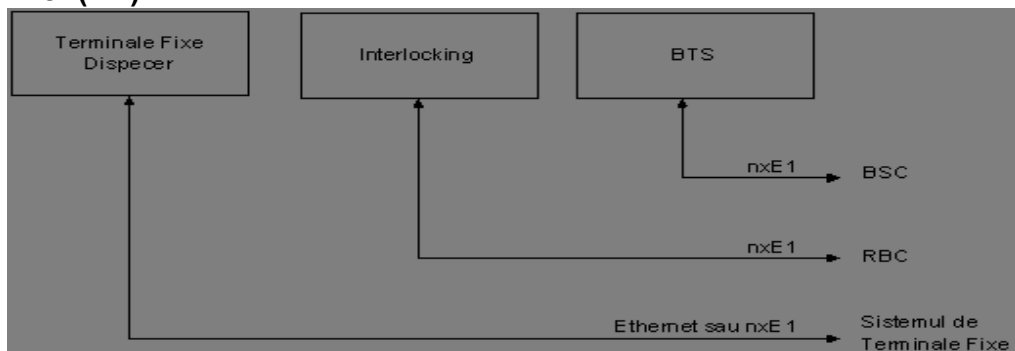 Terminale Fixe
Dispecer
Interlocking
BTS
nxE1
BSC
nxE1
RBC
Ethernet sau nxE1
Sistemul de
Terminale Fixe